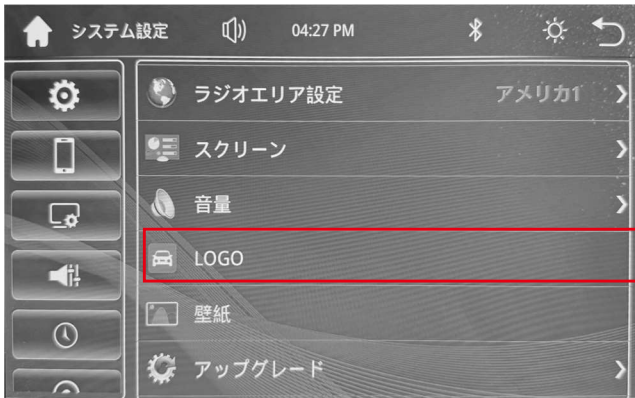 システム設定 04:27 PM
ラジオエリア設定 アメリカ1
スクリーン
音量
LOGO
壁紙
アップグレード